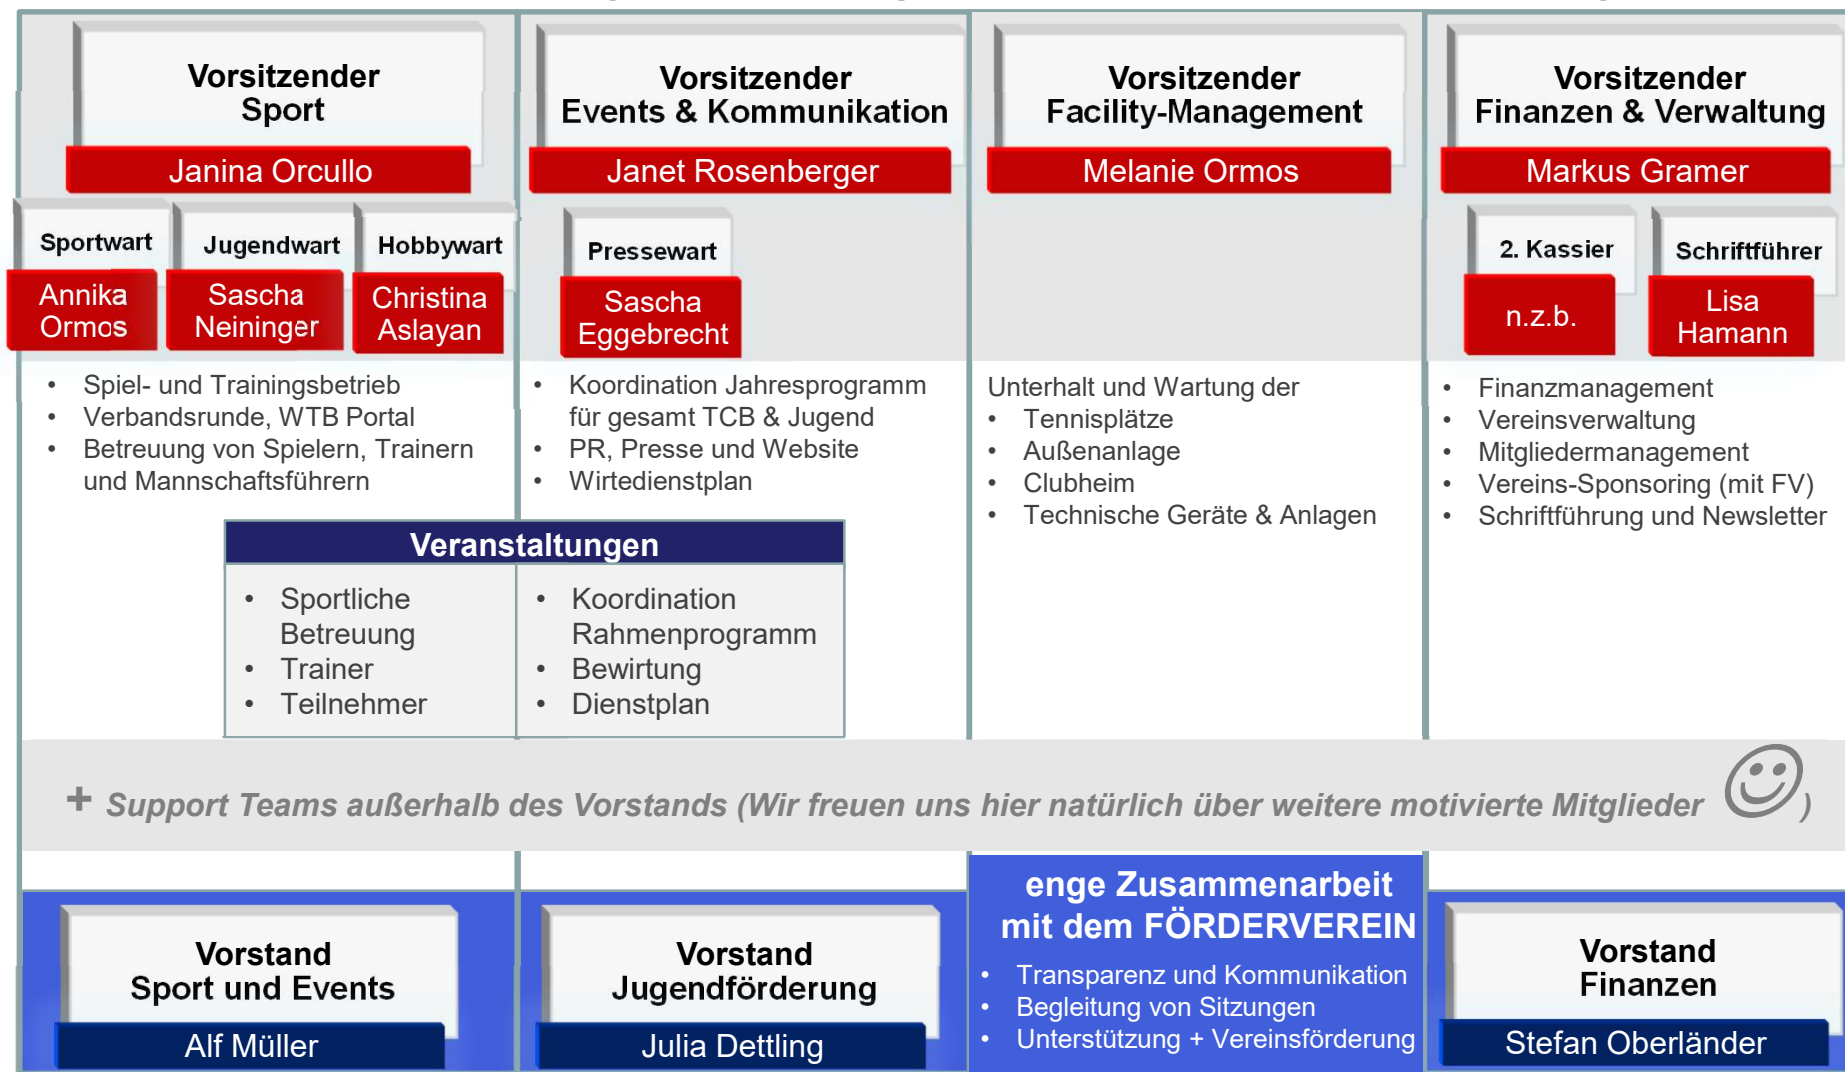 Vorsitzender
Sport
Janina Orcullo
Sportwart
Annika
Ormos
Jugendwart
Sascha
Neininger
Hobbywart
Christina
Aslayan
• Spiel- und Trainingsbetrieb
• Verbandsrunde, WTB Portal
• Betreuung von Spielern, Trainern
und Mannschaftsführern
Vorsitzender
Events & Kommunikation
Janet Rosenberger
Pressewart
Sascha
Eggebrecht
• Koordination Jahresprogramm
für gesamt TCB & Jugend
• PR, Presse und Website
• Wirtedienstplan
Veranstaltungen
• Sportliche
Betreuung
• Trainer
• Teilnehmer
• Koordination
Rahmenprogramm
• Bewirtung
• Dienstplan
Vorsitzender
Facility-Management
Melanie Ormos
Unterhalt und Wartung der
• Tennisplätze
• Außenanlage
• Clubheim
• Technische Geräte & Anlagen
Vorsitzender
Finanzen & Verwaltung
Markus Gramer
2. Kassier
n.z.b.
Schriftführer
Lisa
Hamann
• Finanzmanagement
• Vereinsverwaltung
• Mitgliedermanagement
• Vereins-Sponsoring (mit FV)
• Schriftführung und Newsletter
+ Support Teams außerhalb des Vorstands (Wir freuen uns hier natürlich über weitere motivierte Mitglieder )
Vorstand
Sport und Events
Alf Müller
Vorstand
Jugendförderung
Julia Dettling
enge Zusammenarbeit
mit dem FÖRDERVEREIN
• Transparenz und Kommunikation
• Begleitung von Sitzungen
• Unterstützung + Vereinsförderung
Vorstand
Finanzen
Stefan Oberländer